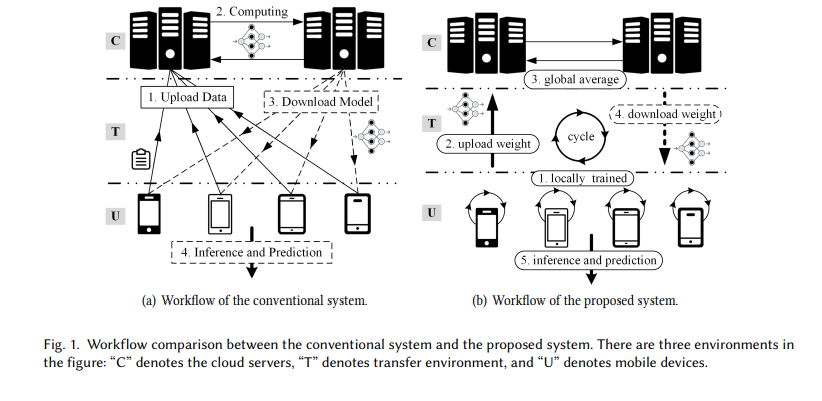 2. Computing
C
1. Upload Data
3. Download Model
T
U
4. Inference and Prediction
(a) Workflow of the conventional system.
C
3. global average
4. download weight
T
cycle
2. upload weight
1. locally trained
U
5. inference and prediction
(b) Workflow of the proposed system.
Fig. 1. Workflow comparison between the conventional system and the proposed system. There are three environments in
the figure: “C” denotes the cloud servers, “T” denotes transfer environment, and “U” denotes mobile devices.